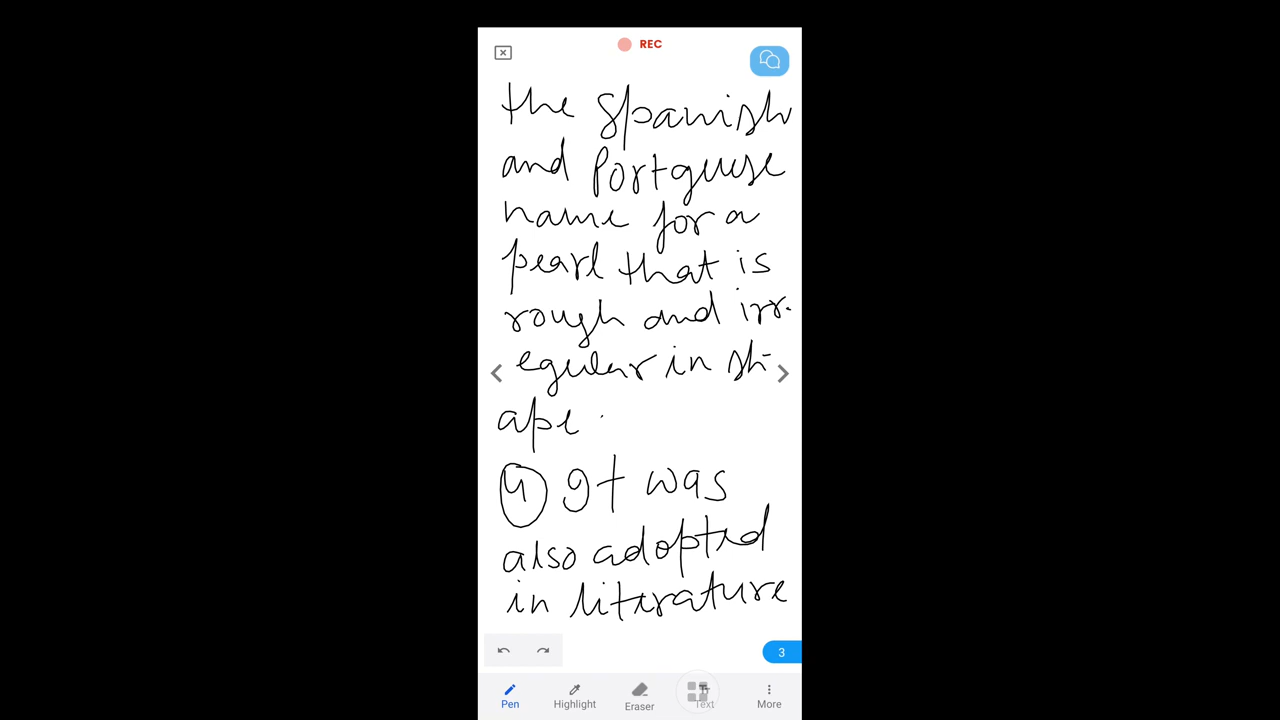 REC
the Spanish
and Portguese
name for a
pearl that is
rough and irr-
egular in sh-
ape.
④ It was
also adopted
in literature
3
Pen Highlight Eraser Text More